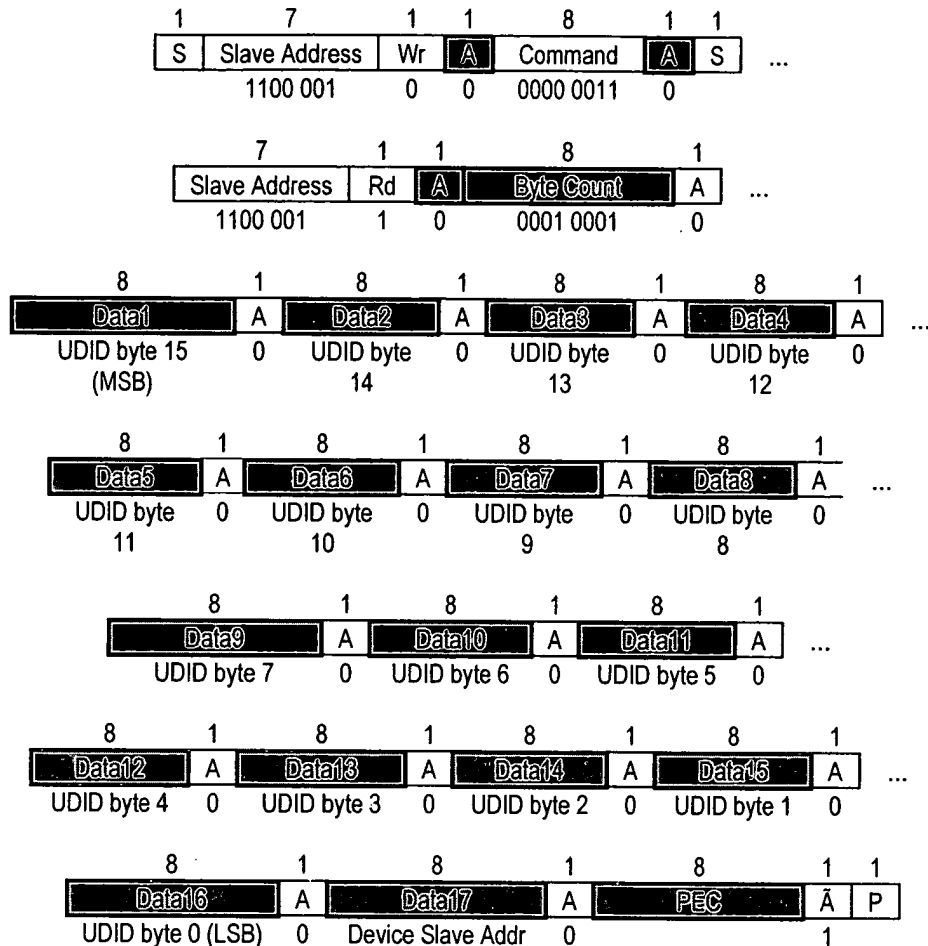 1 7 1 1 8 1 1
S Slave Address Wr A Command A S ...
1100 001 0 0 0000 0011 0
7 1 1 8 1
Slave Address Rd A Byte Count A ...
1100 001 1 0 0001 0001 0
8 1 8 1 8 1 8 1
Data1 A Data2 A Data3 A Data4 A ...
UDID byte 15 0 UDID byte 0 UDID byte 0 UDID byte 0
(MSB) 14 13 12
8 1 8 1 8 1 8 1
Data5 A Data6 A Data7 A Data8 A ...
UDID byte 0 UDID byte 0 UDID byte 0 UDID byte 0
11 10 9 8
8 1 8 1 8 1
Data9 A Data10 A Data11 A ...
UDID byte 7 0 UDID byte 6 0 UDID byte 5 0
8 1 8 1 8 1 8 1
Data12 A Data13 A Data14 A Data15 A ...
UDID byte 4 0 UDID byte 3 0 UDID byte 2 0 UDID byte 1 0
8 1 8 1 8 1 1
Data16 A Data17 A PEC Ã P
UDID byte 0 (LSB) 0 Device Slave Addr 0 1